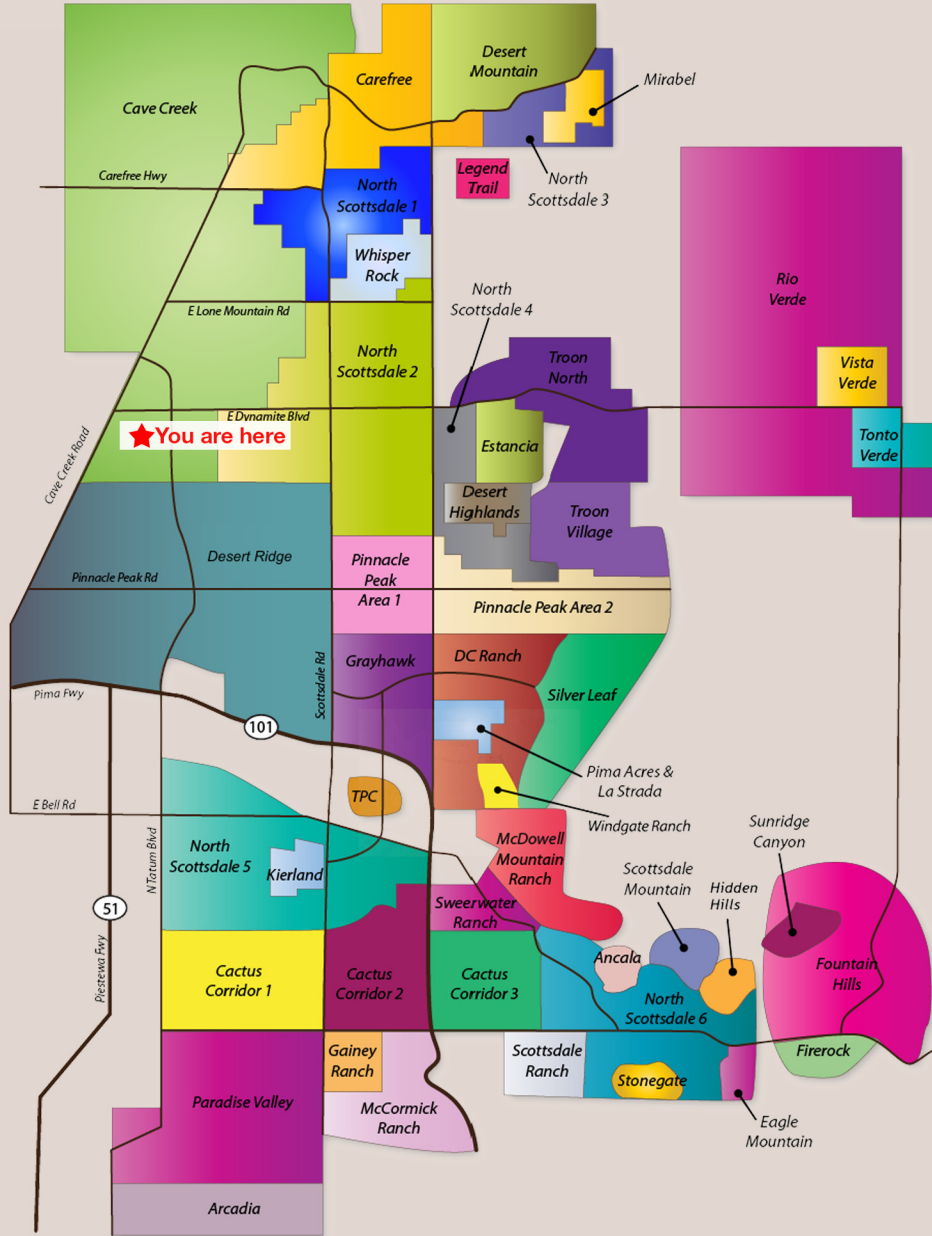 Desert
Mountain
Carefree
Mirabel
Cave Creek
Carefree Hwy
Legend
Trail
North
Scottsdale 3
North
Scottsdale 1
Whisper
Rock
Rio
Verde
North
Scottsdale 4
E Lone Mountain Rd
North
Scottsdale 2
Troon
North
Vista
Verde
E Dynamite Blvd
You are here
Cave Creek Road
Estancia
Tonto
Verde
Desert
Highlands
Troon
Village
Desert Ridge
Pinnacle
Peak
Area 1
Pinnacle Peak Rd
Pinnacle Peak Area 2
Scottsdale Rd
Grayhawk
DC Ranch
Silver Leaf
Pima Fwy
101
Pima Acres &
La Strada
TPC
E Bell Rd
Windgate Ranch
Sunridge
Canyon
N Tatum Blvd
North
Scottsdale 5
Kierland
McDowell
Mountain
Ranch
Scottsdale
Mountain
Hidden
Hills
51
Sweerwater
Ranch
Piestewa Fwy
Cactus
Corridor 1
Cactus
Corridor 2
Cactus
Corridor 3
Ancala
North
Scottsdale 6
Fountain
Hills
Gainey
Ranch
Scottsdale
Ranch
Stonegate
Firerock
Paradise Valley
McCormick
Ranch
Eagle
Mountain
Arcadia